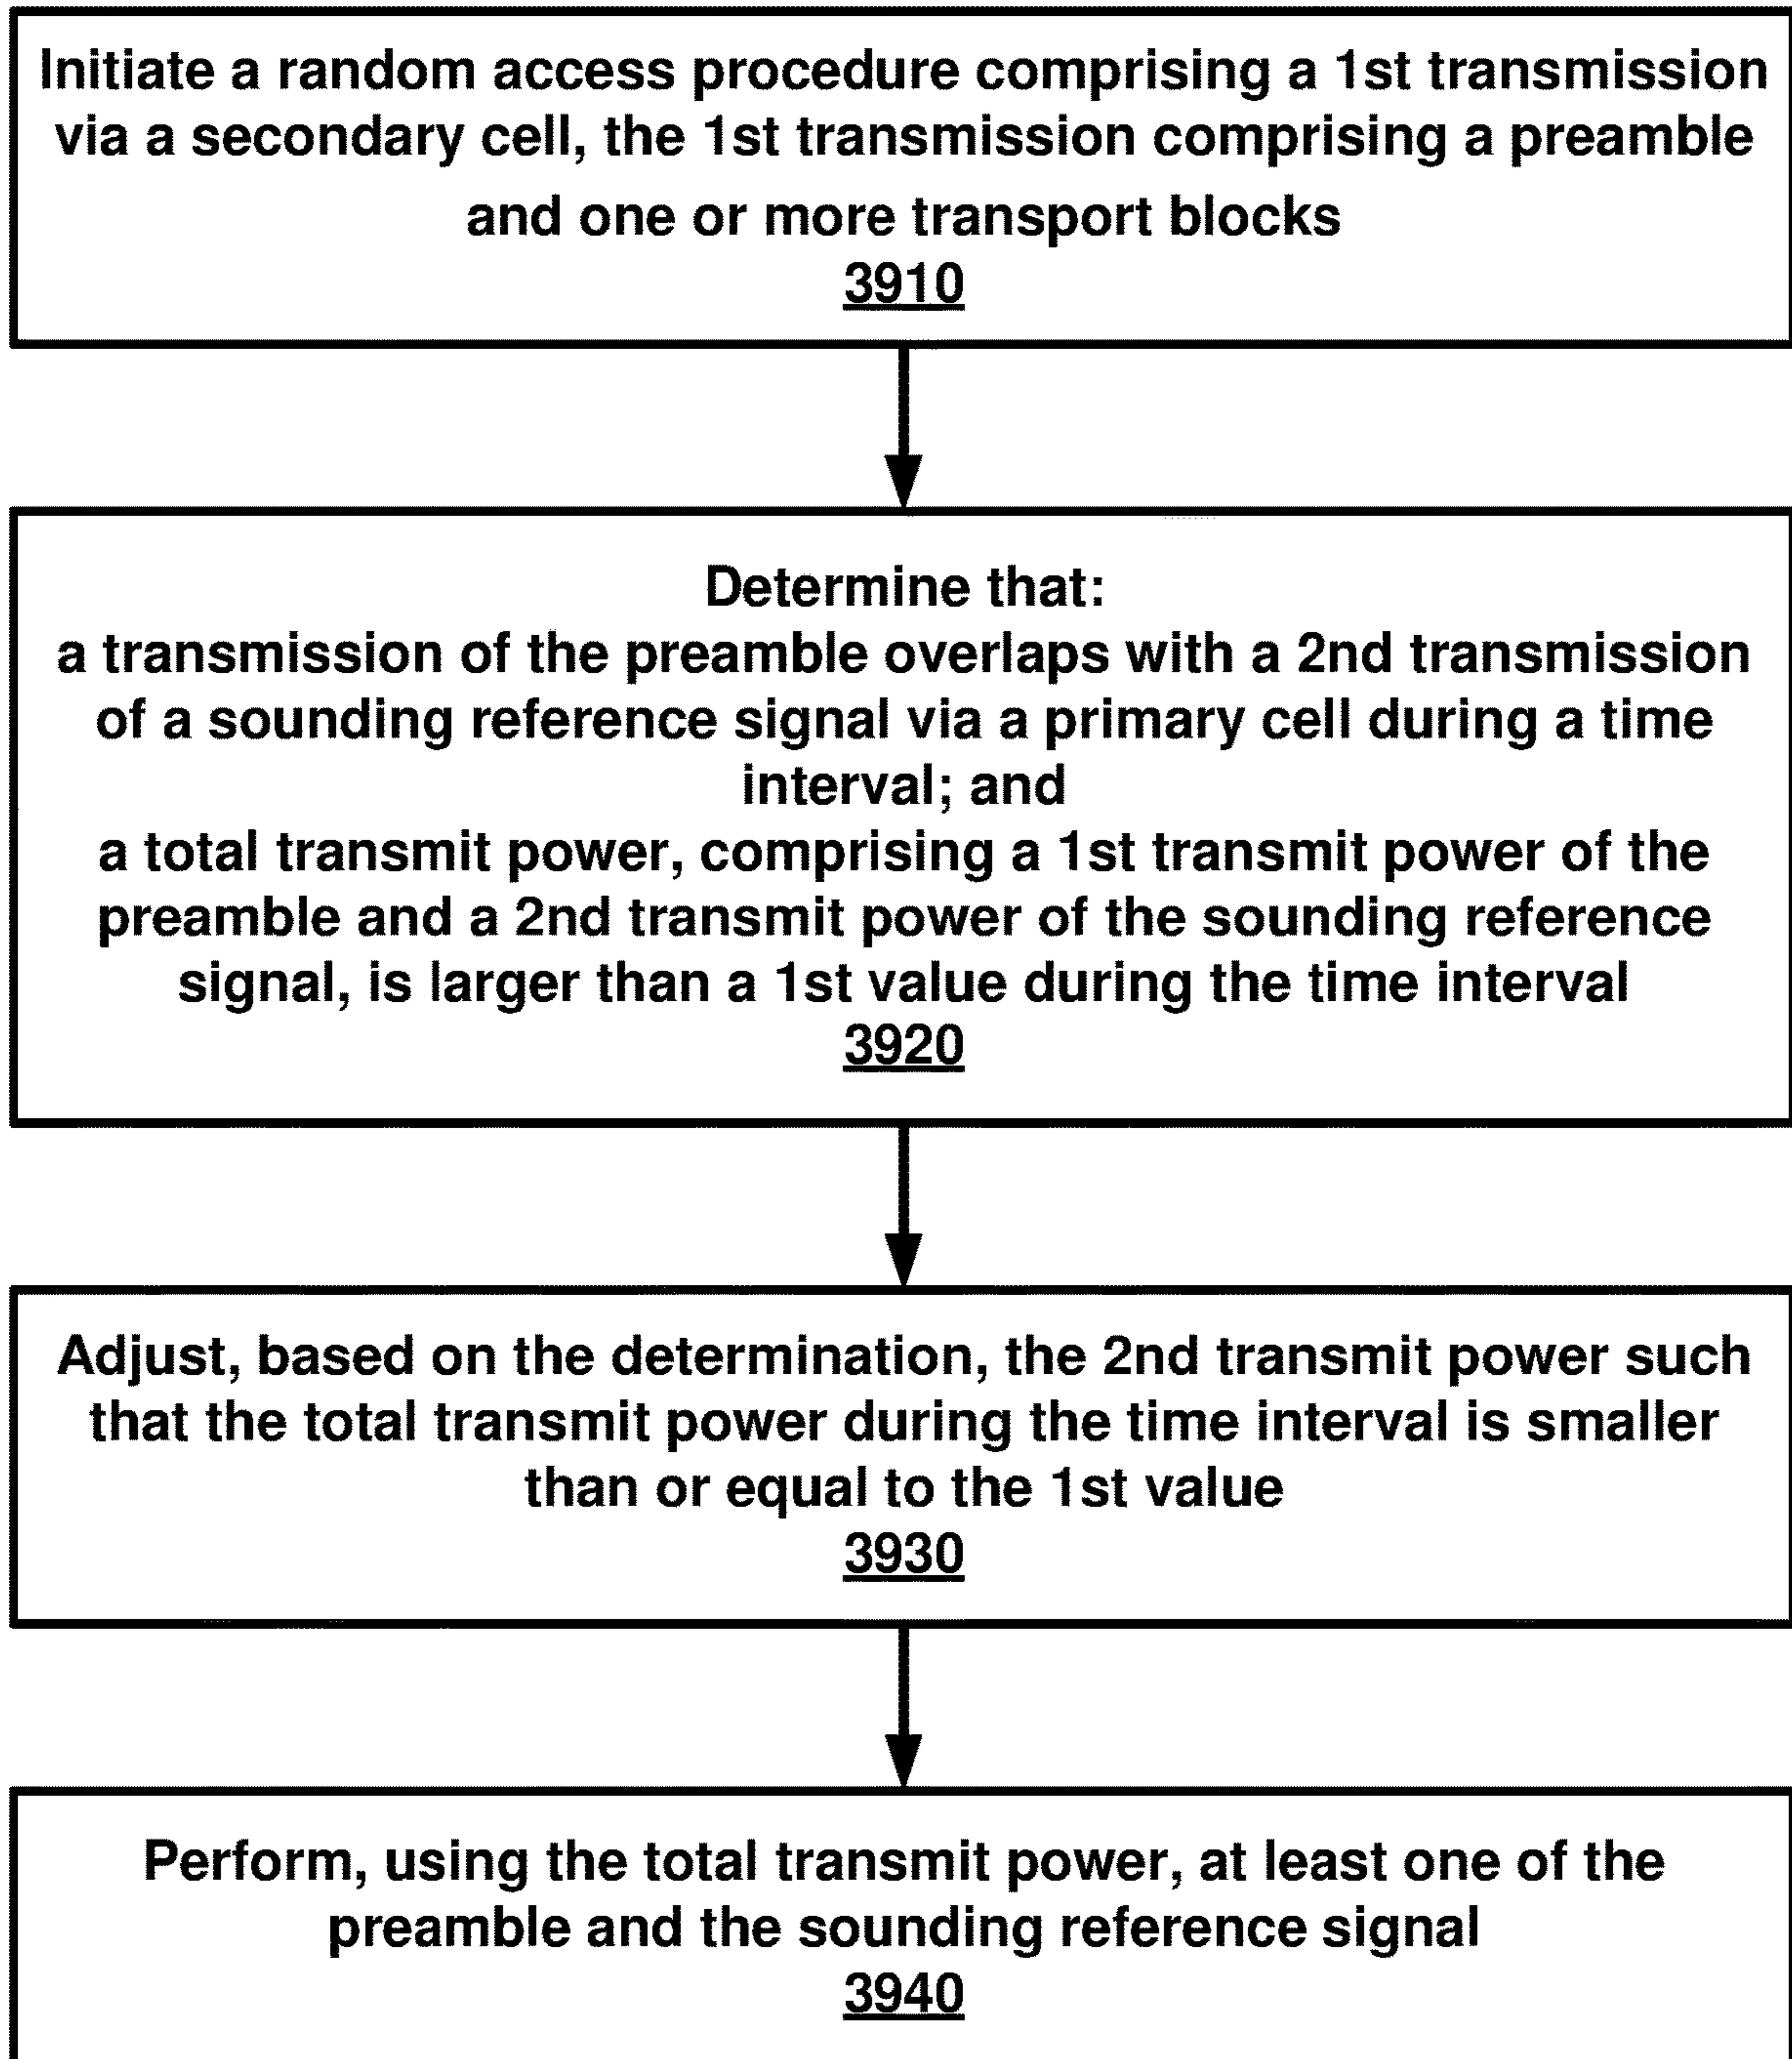 Initiate a random access procedure comprising a 1st transmission
via a secondary cell, the 1st transmission comprising a preamble
and one or more transport blocks
3910
Determine that:
a transmission of the preamble overlaps with a 2nd transmission
of a sounding reference signal via a primary cell during a time
interval; and
a total transmit power, comprising a 1st transmit power of the
preamble and a 2nd transmit power of the sounding reference
signal, is larger than a 1st value during the time interval
3920
Adjust, based on the determination, the 2nd transmit power such
that the total transmit power during the time interval is smaller
than or equal to the 1st value
3930
Perform, using the total transmit power, at least one of the
preamble and the sounding reference signal
3940